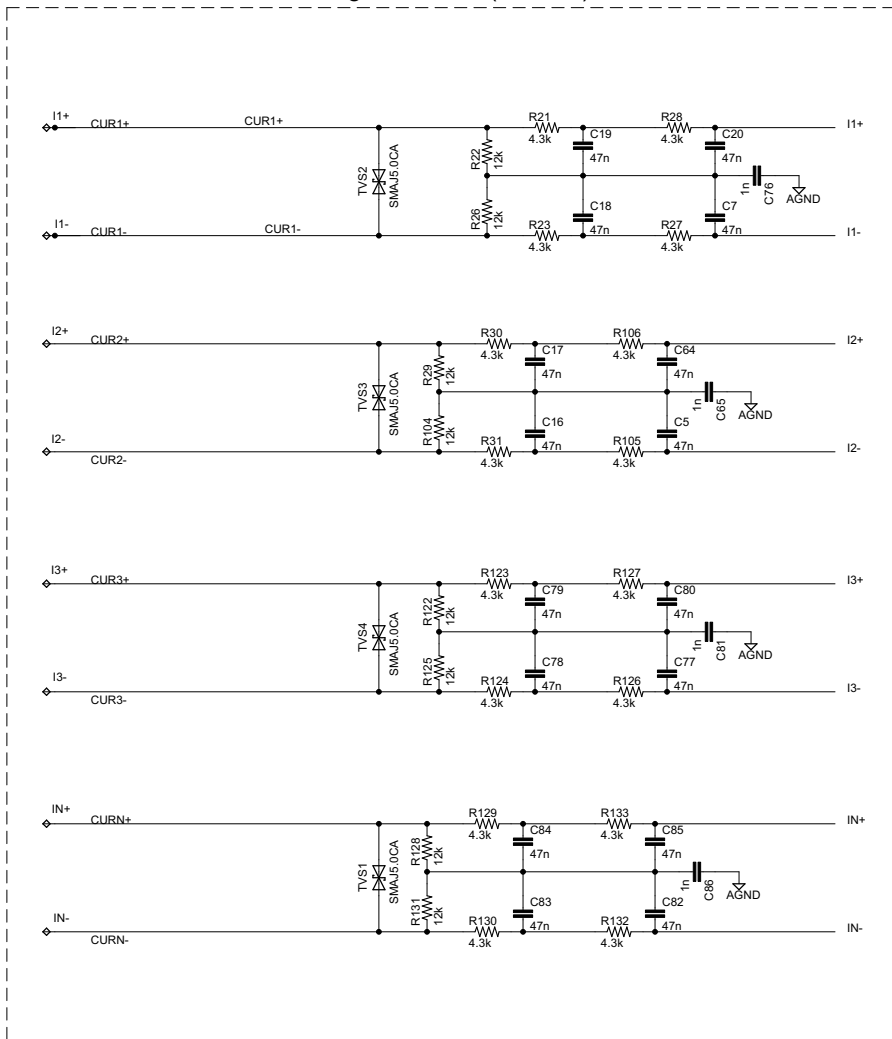 I1+ CUR1+ CUR1+ R21 4.3k C19 47n R28 4.3k C20 47n I1+
TVS2 SMAJ5.0CA R22 12k 1n C76 AGND
R26 12k C18 47n C7 47n
I1- CUR1- CUR1- R23 4.3k R27 4.3k I1-
I2+ CUR2+ R30 4.3k C17 47n R106 4.3k C64 47n I2+
TVS3 SMAJ5.0CA R29 12k 1n C65 AGND
R104 12k C16 47n C5 47n
I2- CUR2- R31 4.3k R105 4.3k I2-
I3+ CUR3+ R123 4.3k C79 47n R127 4.3k C80 47n I3+
TVS4 SMAJ5.0CA R122 12k 1n C81 AGND
R125 12k C78 47n C77 47n
I3- CUR3- R124 4.3k R126 4.3k I3-
IN+ CURN+ R129 4.3k C84 47n R133 4.3k C85 47n IN+
TVS1 SMAJ5.0CA R128 12k 1n C86 AGND
R131 12k C83 47n C82 47n
IN- CURN- R130 4.3k R132 4.3k IN-